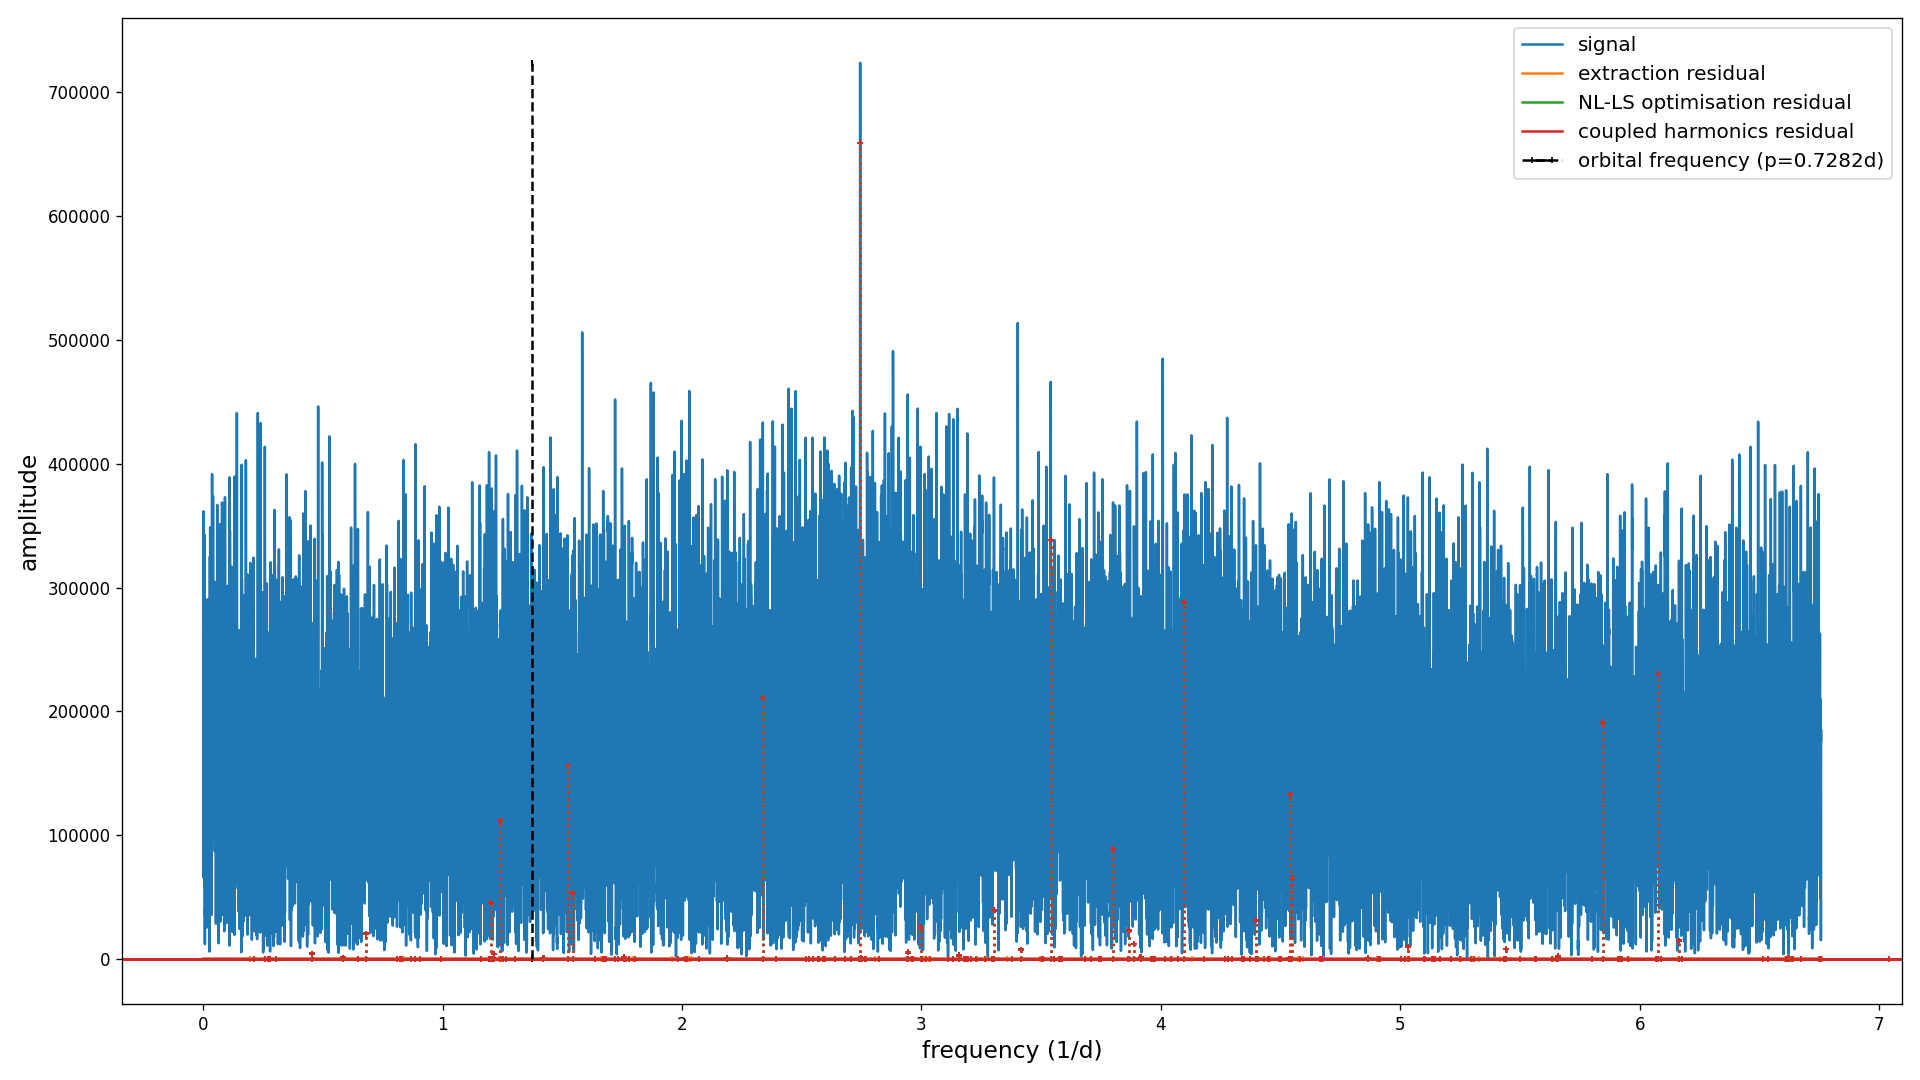 signal
extraction residual
NL-LS optimisation residual
coupled harmonics residual
orbital frequency (p=0.7282d)
amplitude
700000
600000
500000
400000
300000
200000
100000
0
0 1 2 3 4 5 6 7
frequency (1/d)